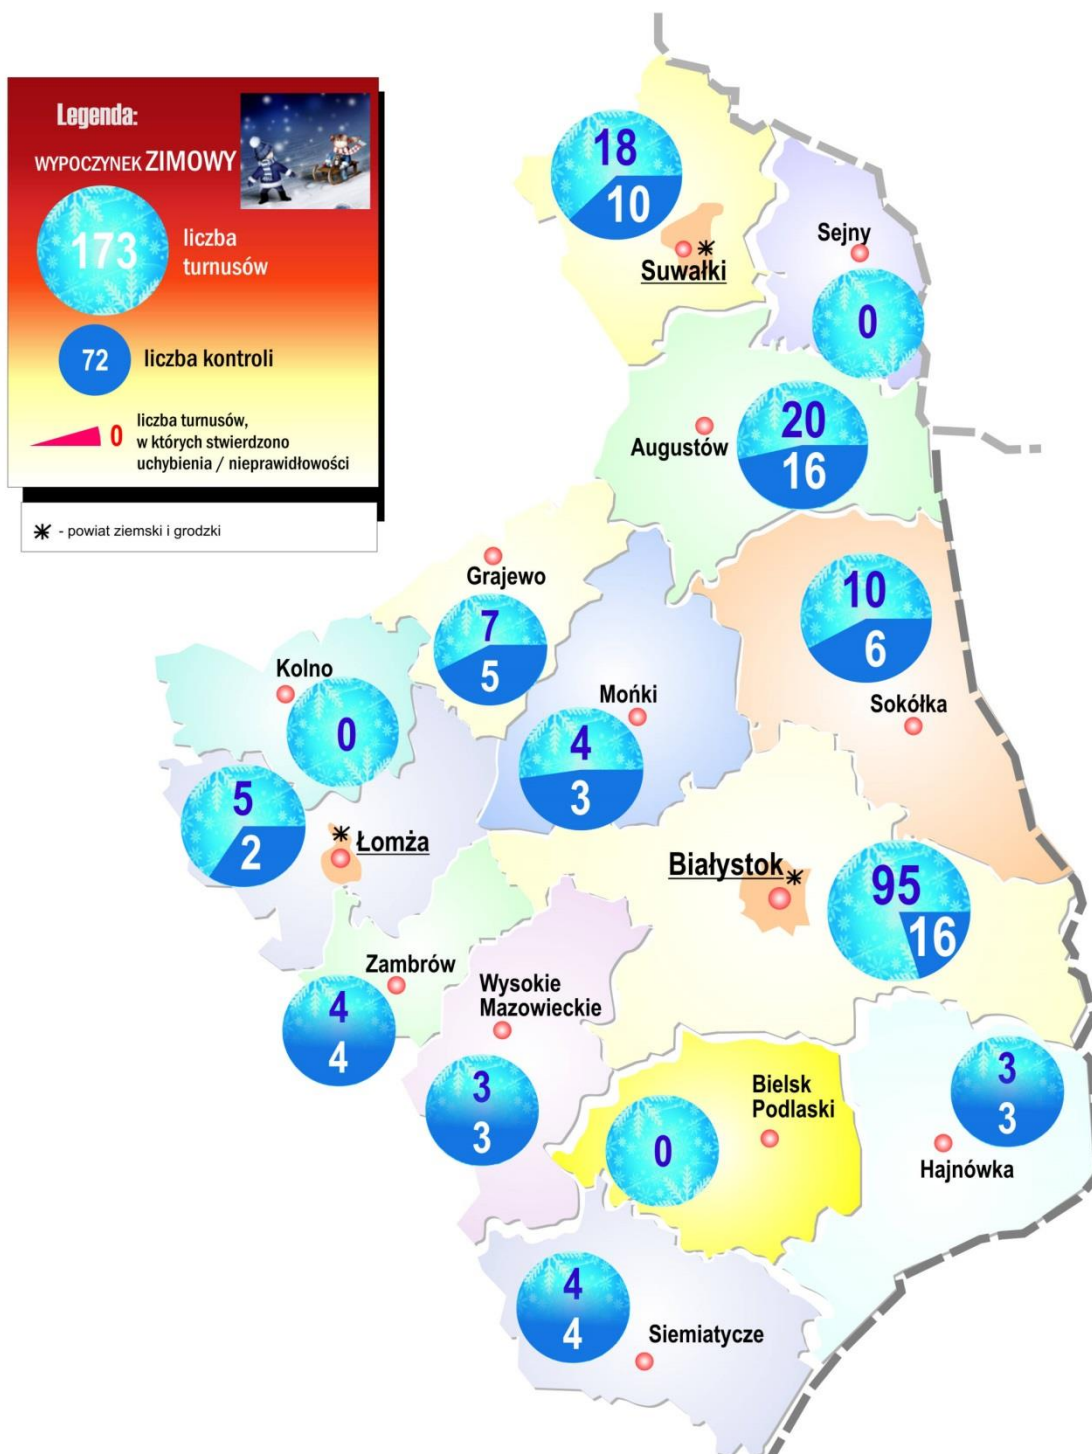 Legenda:
WYPOCZYNEK ZIMOWY
173
liczba
turnusów
72
liczba kontroli
0
liczba turnusów,
w których stwierdzono
uchybienia / nieprawidłowości
- powiat ziemski i grodzki
18
10
Suwałki
Sejny
0
Augustów
20
16
Grajewo
7
5
10
6
Sokółka
Kolno
0
Mońki
4
3
5
2
Łomża
Białystok
95
16
Zambrów
4
4
Wysokie
Mazowieckie
3
3
Bielsk
Podlaski
0
3
3
Hajnówka
4
4
Siemiatycze